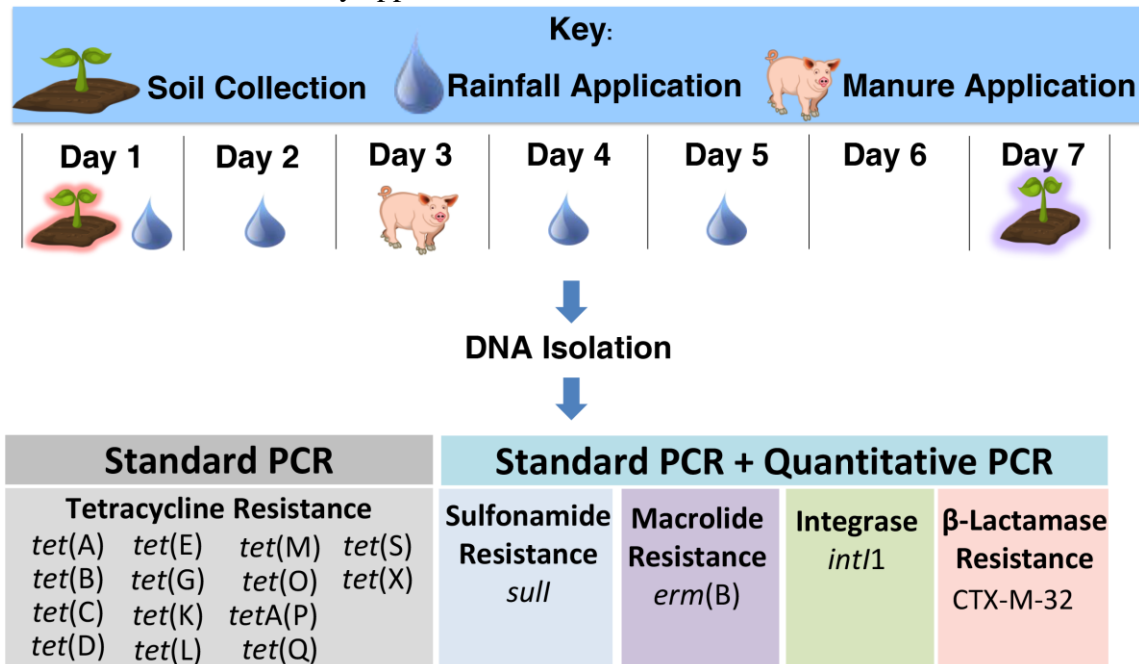 Key:
Soil Collection Rainfall Application Manure Application
Day 1 Day 2 Day 3 Day 4 Day 5 Day 6 Day 7
DNA Isolation
Standard PCR
Tetracycline Resistance
tet(A) tet(E) tet(M) tet(S)
tet(B) tet(G) tet(O) tet(X)
tet(C) tet(K) tetA(P)
tet(D) tet(L) tet(Q)
Standard PCR + Quantitative PCR
Sulfonamide
Resistance
sulI
Macrolide
Resistance
erm(B)
Integrase
intI1
β-Lactamase
Resistance
CTX-M-32